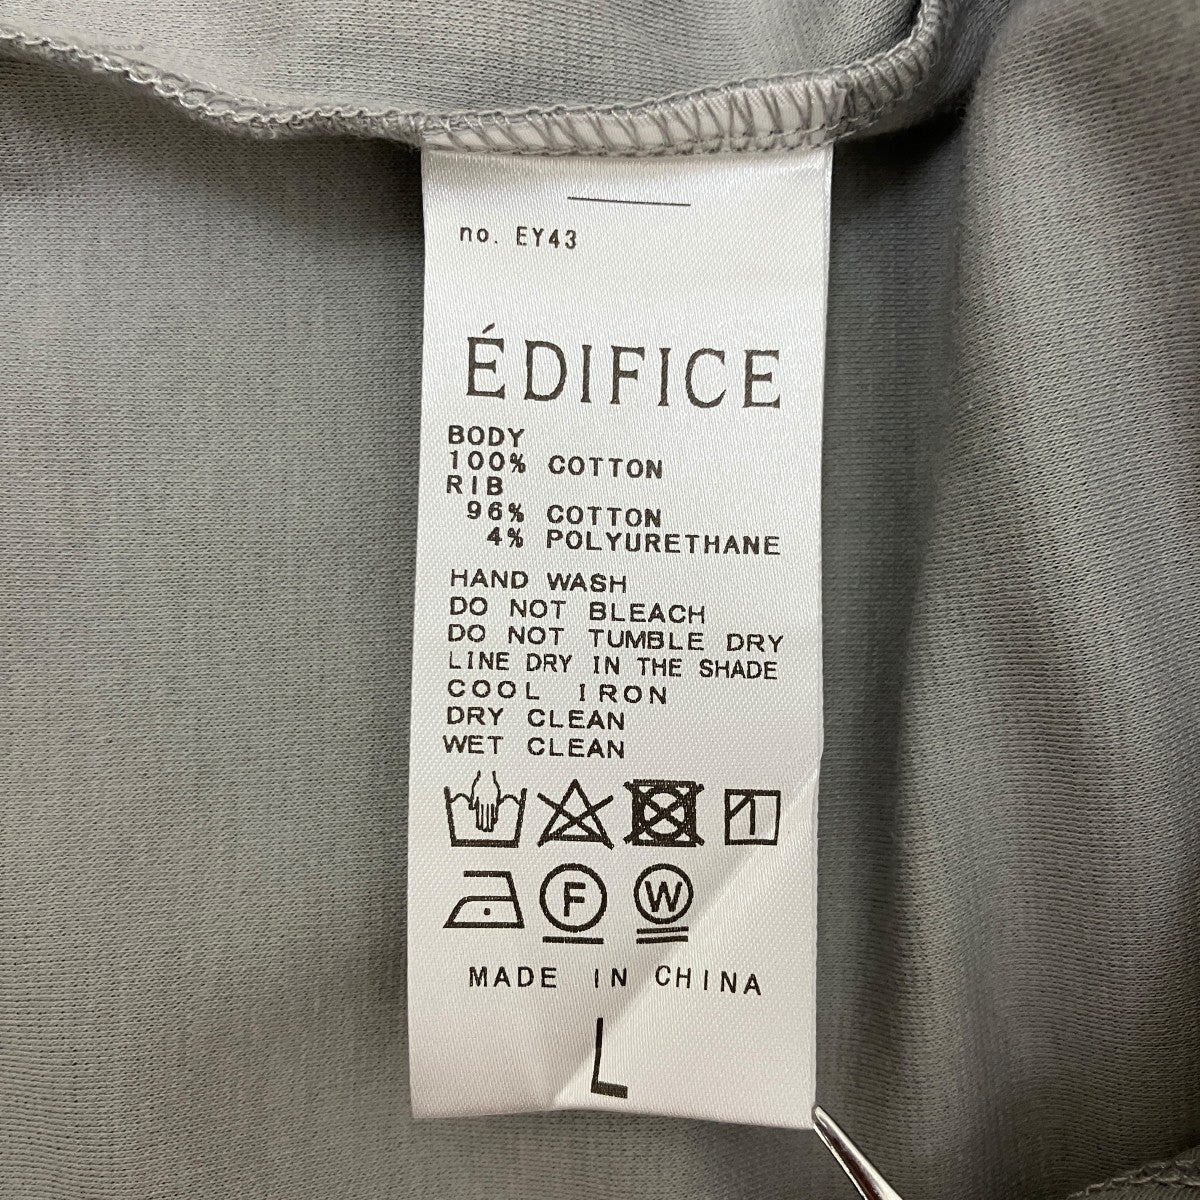 no. EY43
ÉDIFICE
BODY
100% COTTON
RIB
96% COTTON
4% POLYURETHANE
HAND WASH
DO NOT BLEACH
DO NOT TUMBLE DRY
LINE DRY IN THE SHADE
COOL IRON
DRY CLEAN
WET CLEAN
F W
MADE IN CHINA
L